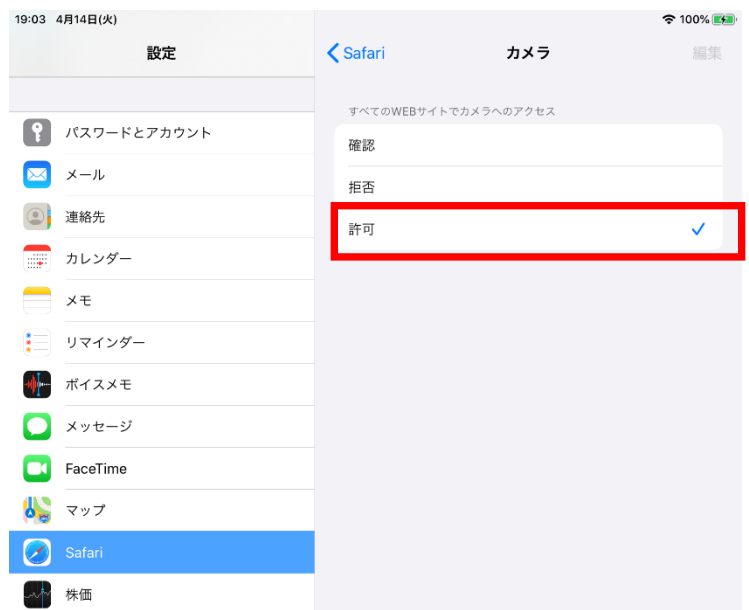 19:03 4月14日(火)
100%
設定
パスワードとアカウント
メール
連絡先
カレンダー
メモ
リマインダー
ボイスメモ
メッセージ
FaceTime
マップ
Safari
株価
Safari
カメラ
編集
すべてのWEBサイトでカメラへのアクセス
確認
拒否
許可